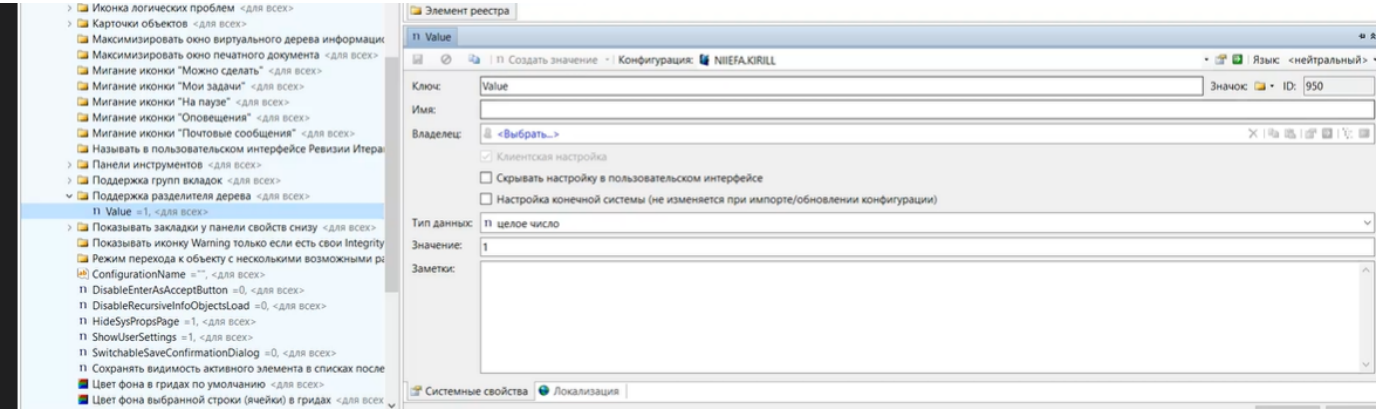 Иконка логических проблем <для всех>
Карточки объектов <для всех>
Максимизировать окно виртуального дерева информацио
Максимизировать окно печатного документа <для всех>
Мигание иконки "Можно сделать" <для всех>
Мигание иконки "Мои задачи" <для всех>
Мигание иконки "На паузе" <для всех>
Мигание иконки "Оповещения" <для всех>
Мигание иконки "Почтовые сообщения" <для всех>
Называть в пользовательском интерфейсе Ревизии Итера
Панели инструментов <для всех>
Поддержка групп вкладок <для всех>
Поддержка разделителя дерева <для всех>
n Value =1, <для всех>
Показывать закладки у панели свойств снизу <для всех>
Показывать иконку Warning только если есть свои Integrity
Режим перехода к объекту с несколькими возможными ра
ab ConfigurationName ="", <для всех>
n DisableEnterAsAcceptButton =0, <для всех>
n DisableRecursiveInfoObjectsLoad =0, <для всех>
n HideSysPropsPage =1, <для всех>
n ShowUserSettings =1, <для всех>
n SwitchableSaveConfirmationDialog =0, <для всех>
n Сохранять видимость активного элемента в списках после
Цвет фона в гридах по умолчанию <для всех>
Цвет фона выбранной строки (ячейки) в гридах <для всех
Элемент реестра
n Value
n Создать значение Конфигурация: NIIEFA.KIRILL Язык: <нейтральный>
Ключ: Value Значок: ID: 950
Имя:
Владелец: <Выбрать...>
Клиентская настройка
Скрывать настройку в пользовательском интерфейсе
Настройка конечной системы (не изменяется при импорте/обновлении конфигурации)
Тип данных: n целое число
Значение: 1
Заметки:
Системные свойства Локализация